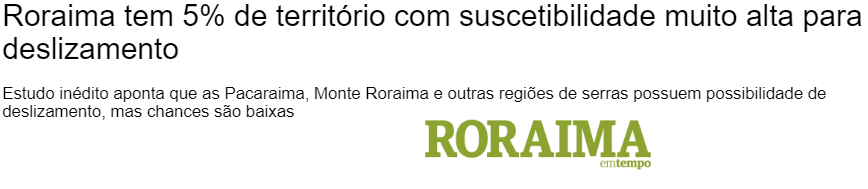 Roraima tem 5% de território com suscetibilidade muito alta para
deslizamento
Estudo inédito aponta que as Pacaraima, Monte Roraima e outras regiões de serras possuem possibilidade de
deslizamento, mas chances são baixas
RORAIMA
emtempo